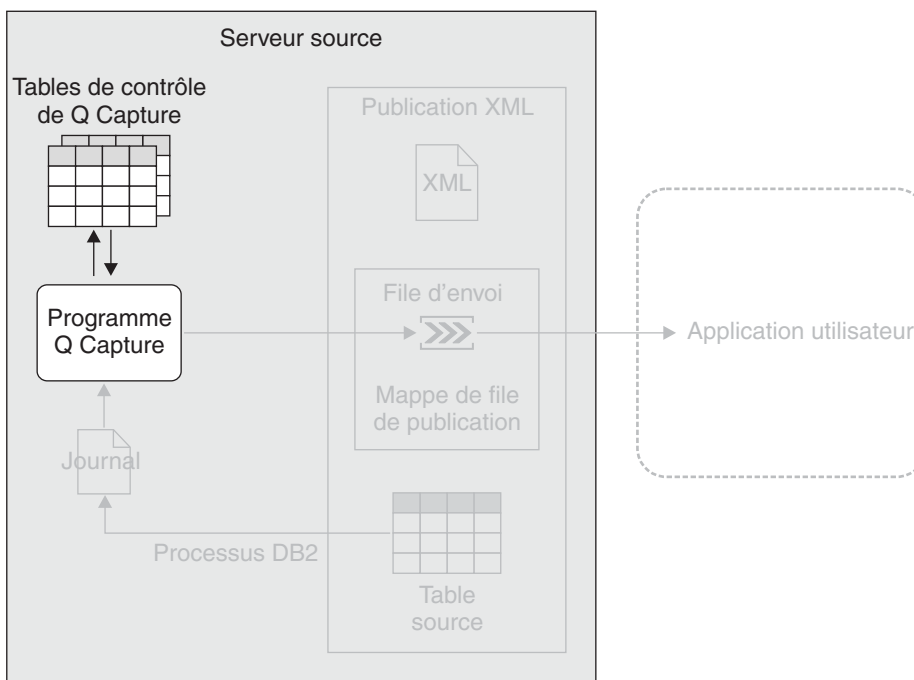 Serveur source
Tables de contrôle
de Q Capture
Publication XML
XML
File d'envoi
Programme
Q Capture
Application utilisateur
Mappe de file
de publication
Journal
Processus DB2
Table
source